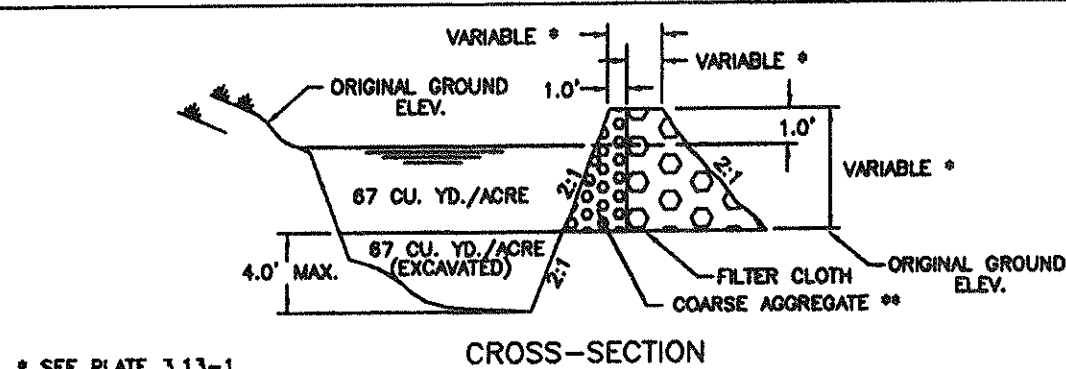 VARIABLE *
VARIABLE *
ORIGINAL GROUND
ELEV.
1.0'
1.0'
2:1
2:1
VARIABLE *
67 CU. YD./ACRE
67 CU. YD./ACRE
(EXCAVATED)
4.0' MAX.
2:1
FILTER CLOTH
ORIGINAL GROUND
ELEV.
COARSE AGGREGATE **
CROSS-SECTION
* SEE PLATE 3.13-1